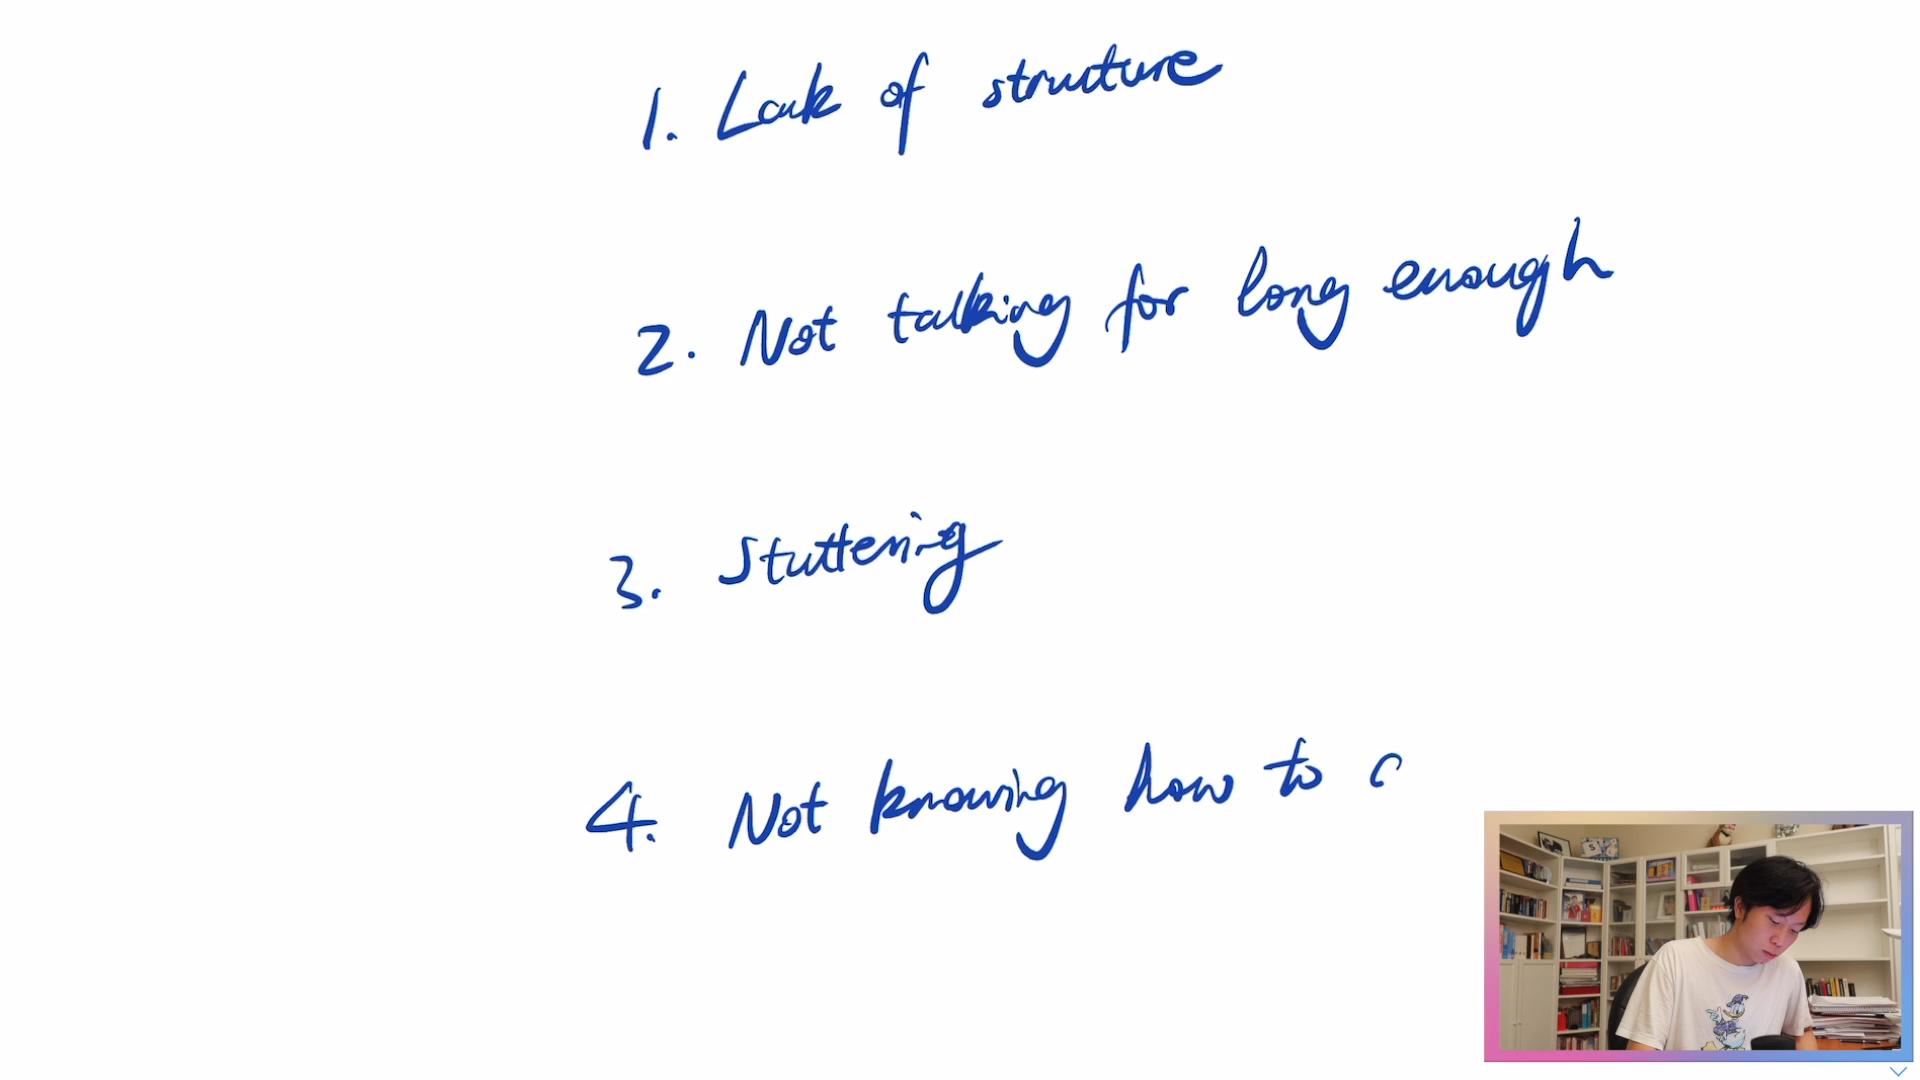 1. Lack of structure
2. Not talking for long enough
3. Stuttering
4. Not knowing how to